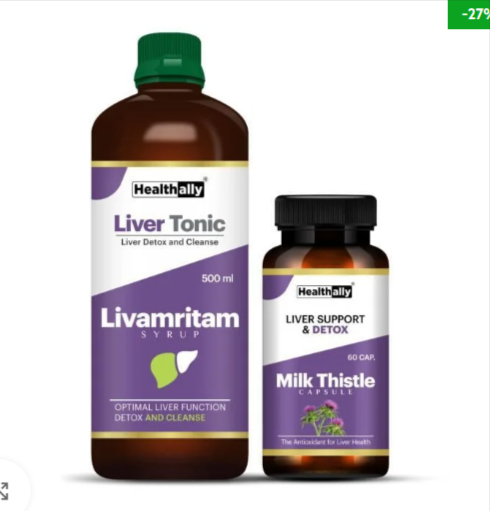 -27%
Healthally
Liver Tonic
Liver Detox and Cleanse
500 ml
Livamritam
SYRUP
OPTIMAL LIVER FUNCTION
DETOX AND CLEANSE
Healthally
LIVER SUPPORT
& DETOX
60 CAP.
Milk Thistle
CAPSULE
The Antioxidant for Liver Health